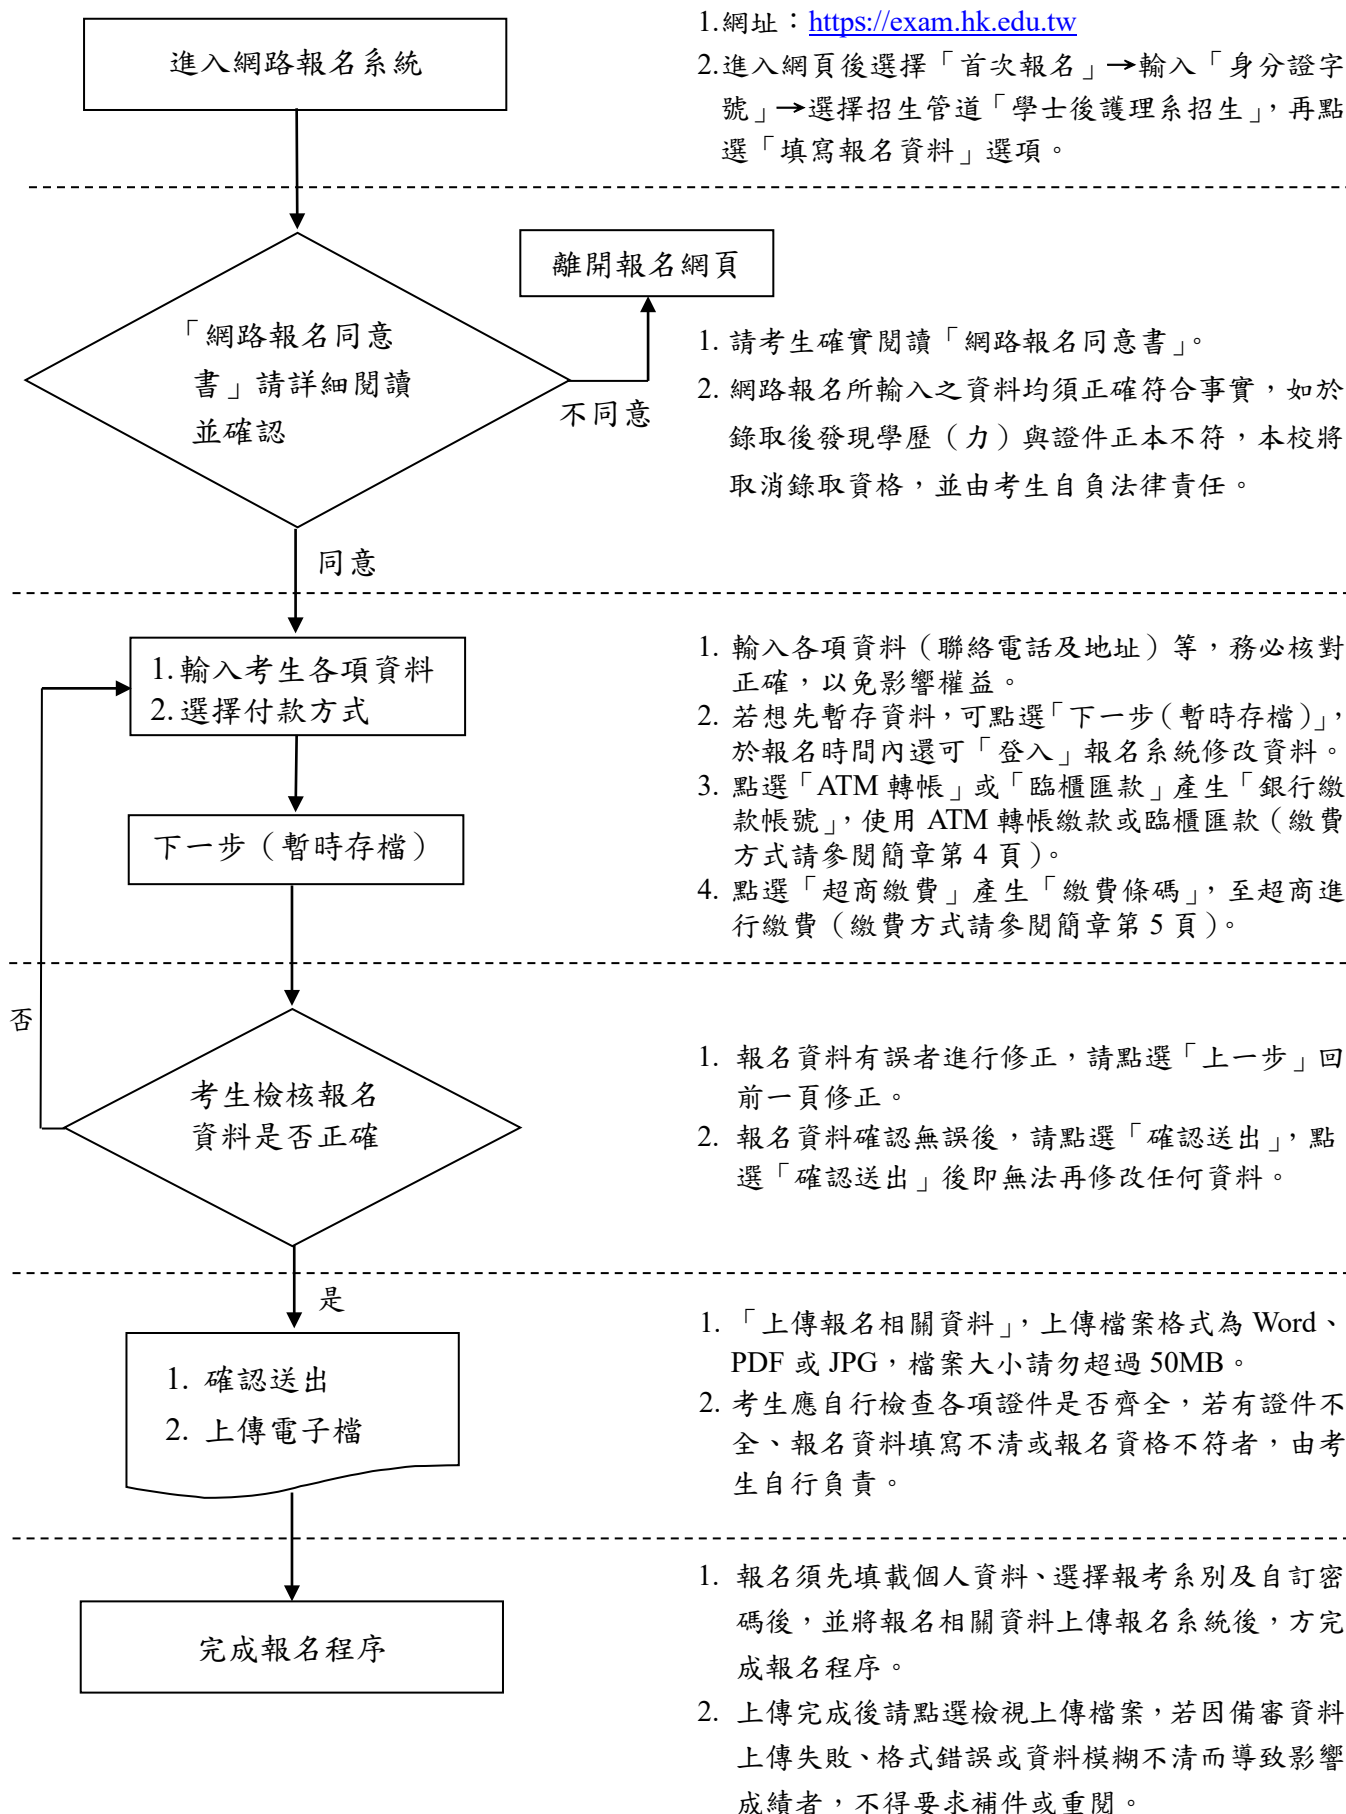 進入網路報名系統
1.網址：https://exam.hk.edu.tw
2.進入網頁後選擇「首次報名」→輸入「身分證字
號」→選擇招生管道「學士後護理系招生」，再點
選「填寫報名資料」選項。
離開報名網頁
「網路報名同意
書」請詳細閱讀
並確認
不同意
同意
1. 請考生確實閱讀「網路報名同意書」。
2. 網路報名所輸入之資料均須正確符合事實，如於
錄取後發現學歷（力）與證件正本不符，本校將
取消錄取資格，並由考生自負法律責任。
1.輸入考生各項資料
2.選擇付款方式
下一步（暫時存檔）
1. 輸入各項資料（聯絡電話及地址）等，務必核對
正確，以免影響權益。
2. 若想先暫存資料，可點選「下一步（暫時存檔）」，
於報名時間內還可「登入」報名系統修改資料。
3. 點選「ATM 轉帳」或「臨櫃匯款」產生「銀行繳
款帳號」，使用 ATM 轉帳繳款或臨櫃匯款（繳費
方式請參閱簡章第 4 頁）。
4. 點選「超商繳費」產生「繳費條碼」，至超商進
行繳費（繳費方式請參閱簡章第 5 頁）。
否
考生檢核報名
資料是否正確
是
1. 報名資料有誤者進行修正，請點選「上一步」回
前一頁修正。
2. 報名資料確認無誤後，請點選「確認送出」，點
選「確認送出」後即無法再修改任何資料。
1. 確認送出
2. 上傳電子檔
1. 「上傳報名相關資料」，上傳檔案格式為 Word、
PDF 或 JPG，檔案大小請勿超過 50MB。
2. 考生應自行檢查各項證件是否齊全，若有證件不
全、報名資料填寫不清或報名資格不符者，由考
生自行負責。
完成報名程序
1. 報名須先填載個人資料、選擇報考系別及自訂密
碼後，並將報名相關資料上傳報名系統後，方完
成報名程序。
2. 上傳完成後請點選檢視上傳檔案，若因備審資料
上傳失敗、格式錯誤或資料模糊不清而導致影響
成績者，不得要求補件或重閱。